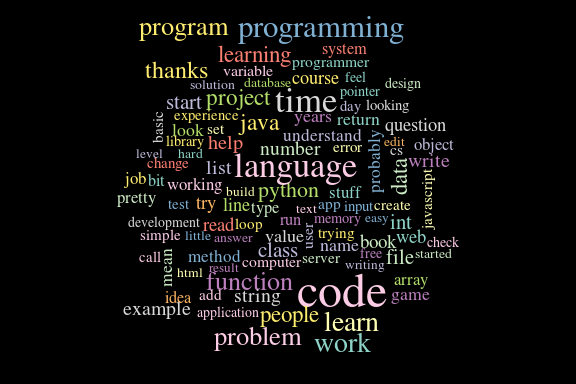 program programming
learning system
programmer
thanks variable course feel
solution database pointer design
start project time day looking
basic experience java years return question
look set understand
library help number error probably edit cs object
level hard change list language data write
job bit working build python stuff javascript
pretty test try line type text app input create
development read loop run memory easy int
simple little answer value user trying name book web check
call mean method class server free file started
html result computer writing
function code array
idea add string game
example application people learn
problem work